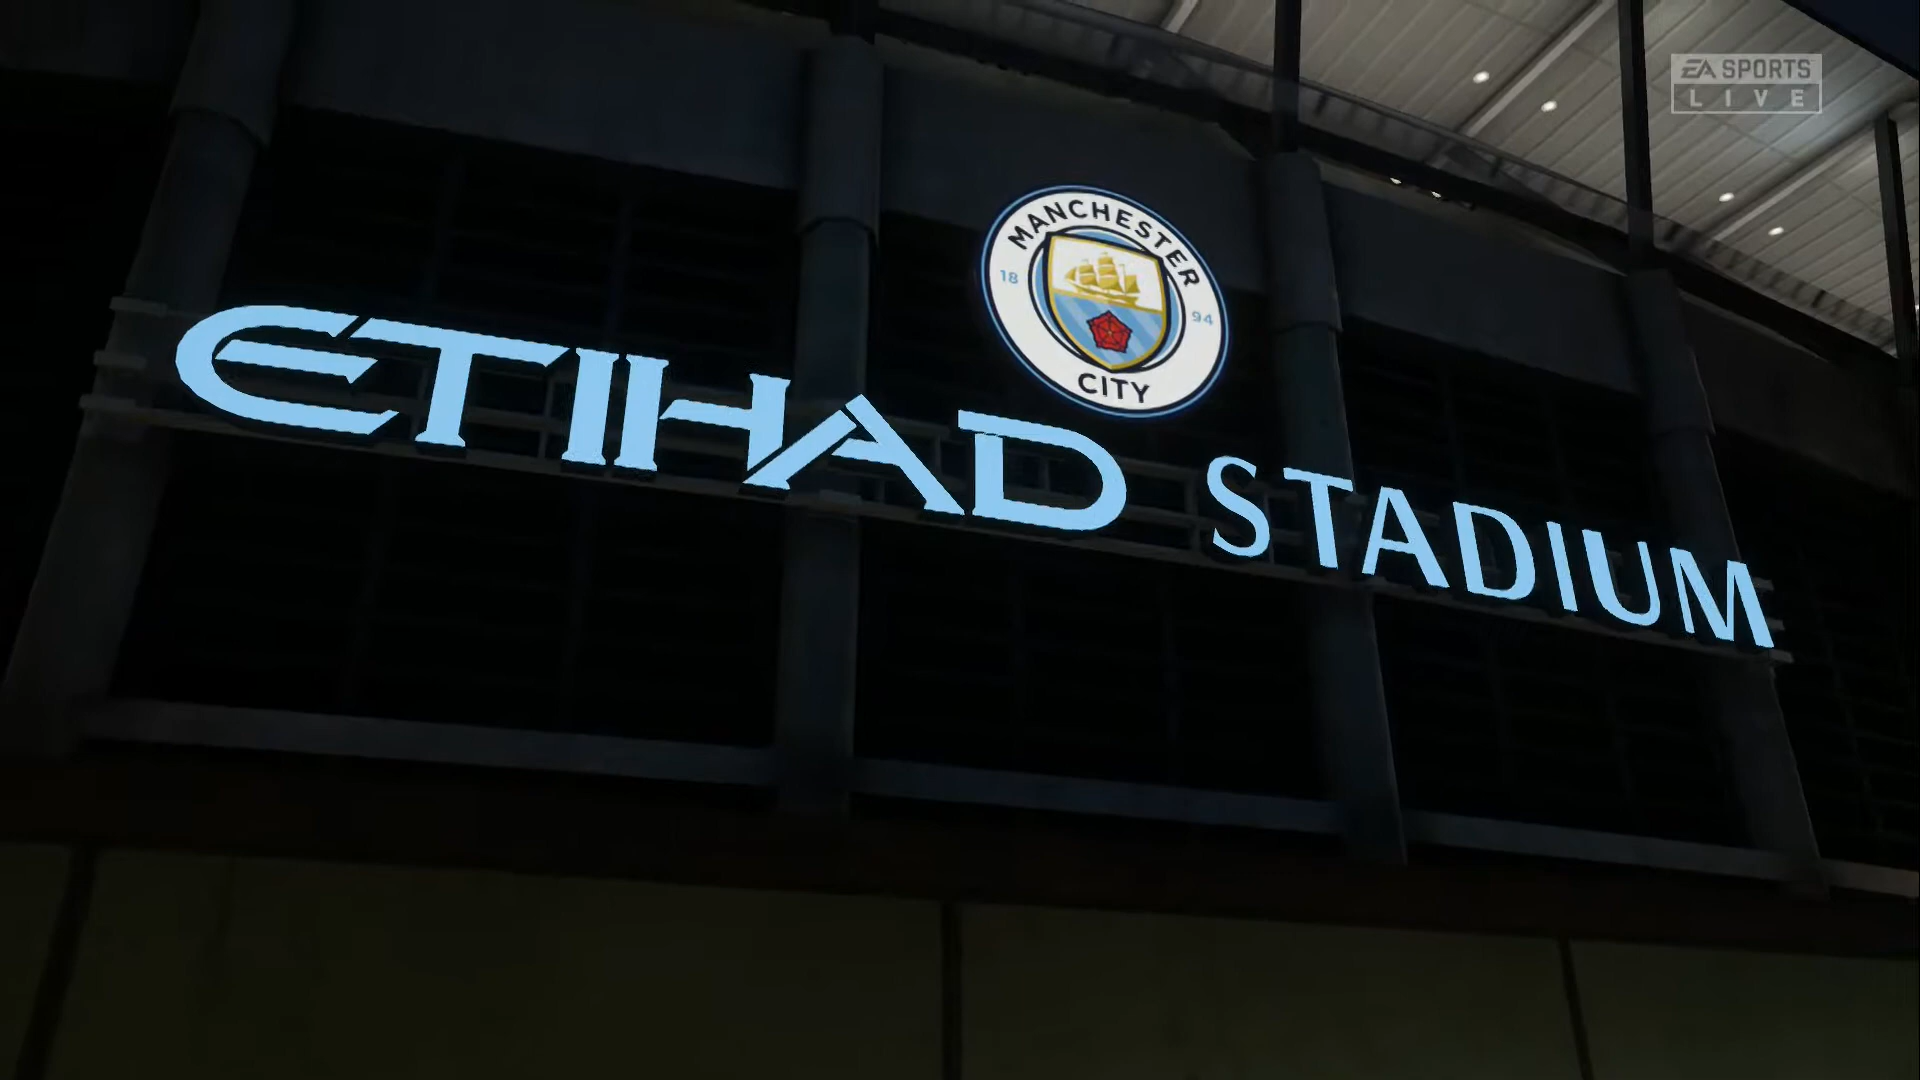 EA SPORTS
LIVE
MANCHESTER
18 94
CITY
ETIHAD STADIUM